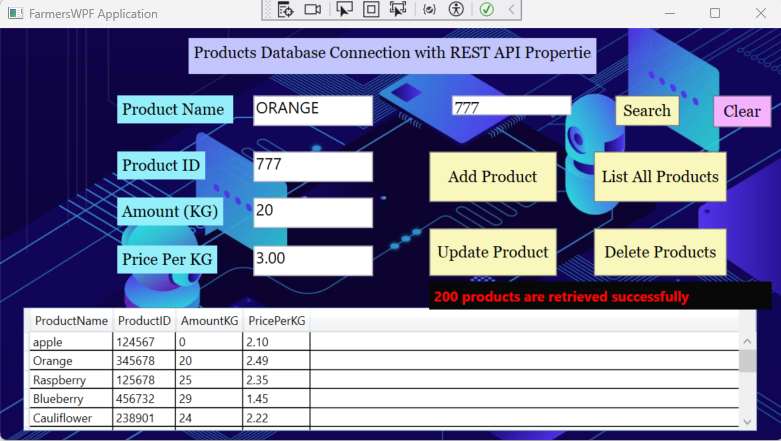 FarmersWPF Application
Products Database Connection with REST API Propertie
Product Name ORANGE 777 Search Clear
Product ID 777 Add Product List All Products
Amount (KG) 20
Price Per KG 3.00 Update Product Delete Products
200 products are retrieved successfully
ProductName ProductID AmountKG PricePerKG
apple 124567 0 2.10
Orange 345678 20 2.49
Raspberry 125678 25 2.35
Blueberry 456732 29 1.45
Cauliflower 238901 24 2.22